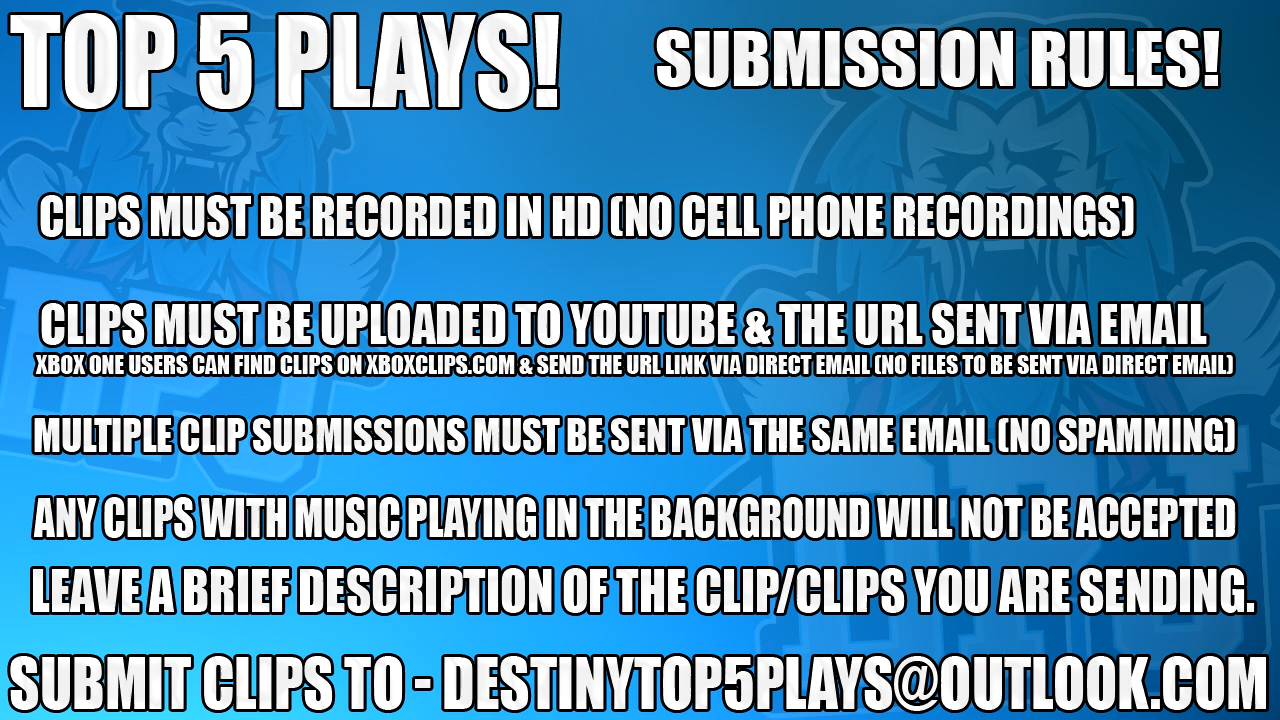 TOP 5 PLAYS!
SUBMISSION RULES!
CLIPS MUST BE RECORDED IN HD (NO CELL PHONE RECORDINGS)
CLIPS MUST BE UPLOADED TO YOUTUBE & THE URL SENT VIA EMAIL
XBOX ONE USERS CAN FIND CLIPS ON XBOXCLIPS.COM & SEND THE URL LINK VIA DIRECT EMAIL (NO FILES TO BE SENT VIA DIRECT EMAIL)
MULTIPLE CLIP SUBMISSIONS MUST BE SENT VIA THE SAME EMAIL (NO SPAMMING)
ANY CLIPS WITH MUSIC PLAYING IN THE BACKGROUND WILL NOT BE ACCEPTED
LEAVE A BRIEF DESCRIPTION OF THE CLIP/CLIPS YOU ARE SENDING.
SUBMIT CLIPS TO - DESTINYTOP5PLAYS@OUTLOOK.COM